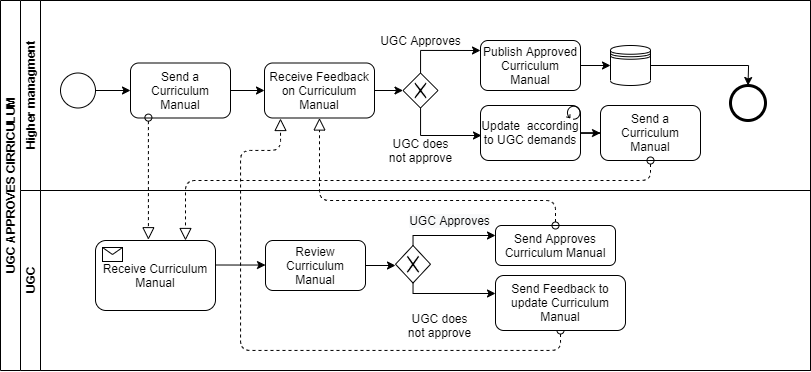 UGC APPROVES CIRRICULUM
Higher managment
UGC
Send a
Curriculum
Manual
Receive Feedback
on Curriculum
Manual
UGC Approves
Publish Approved
Curriculum
Manual
UGC does
not approve
Update according
to UGC demands
Send a
a Curriculum
Manual
Receive Curriculum
Manual
Review
Curriculum
Manual
UGC Approves
Send Approves
Curriculum Manual
UGC does
not approve
Send Feedback to
update Curriculum
Manual